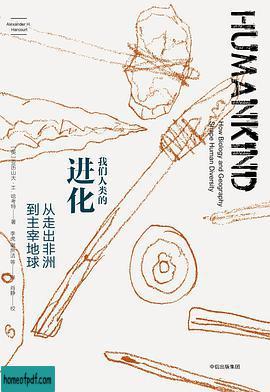 Alexander H.
Harcourt
HUMANKIND
How Biology and Geography
Shape Human Diversity
我们人类的
进化
从走出非洲
到主宰地球
中信出版集团
homeofpdf.com